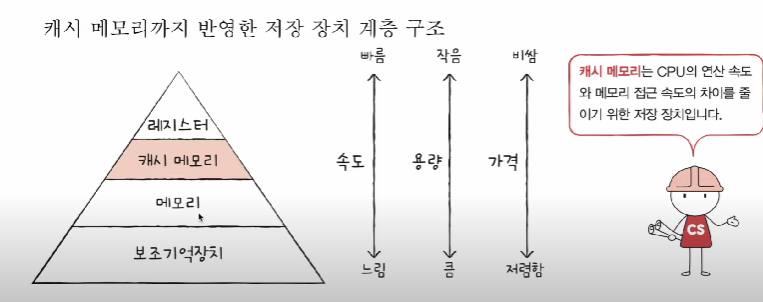 캐시 메모리까지 반영한 저장 장치 계층 구조
빠름 작음 비쌈
레지스터
캐시 메모리
메모리
보조기억장치
속도 용량 가격
느림 큼 저렴함
캐시 메모리는 CPU의 연산 속도
와 메모리 접근 속도의 차이를 줄
이기 위한 저장 장치입니다.
CS